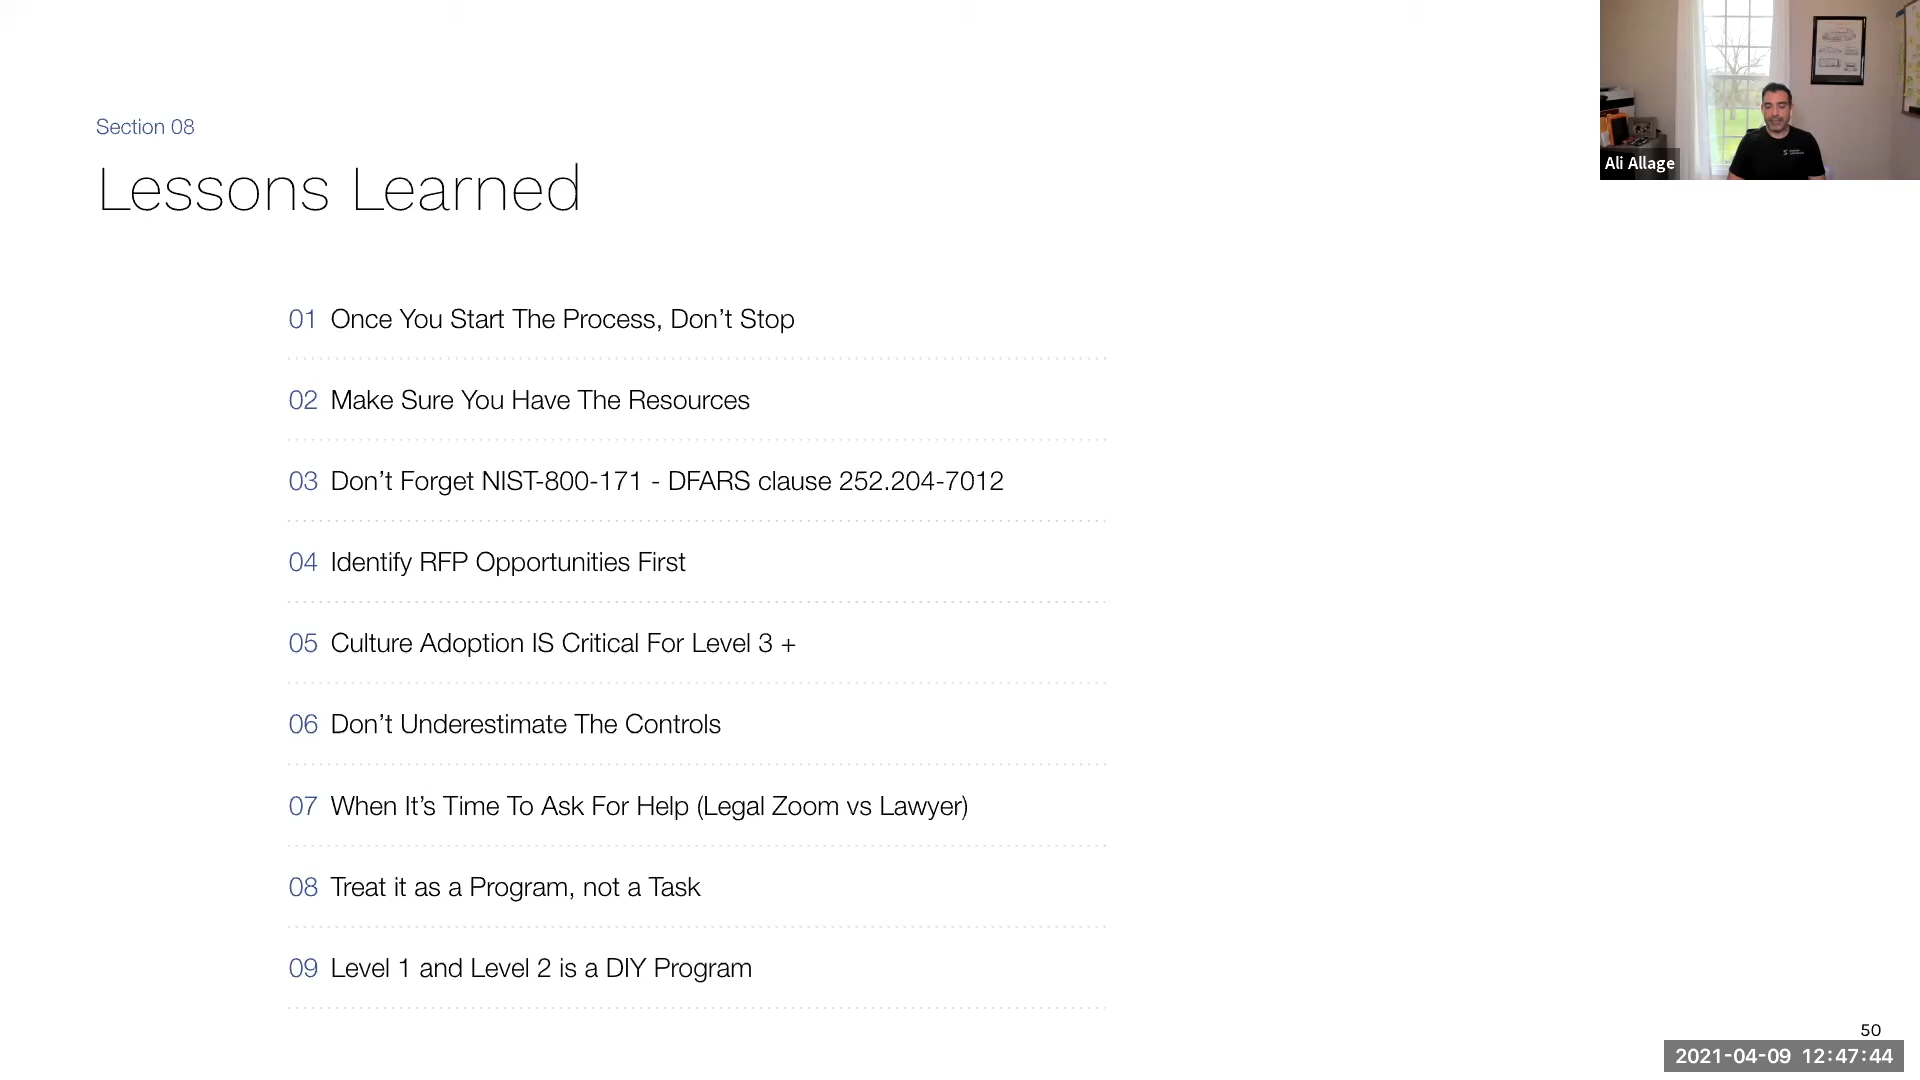 Section 08
Lessons Learned
01 Once You Start The Process, Don’t Stop
02 Make Sure You Have The Resources
03 Don’t Forget NIST-800-171 - DFARS clause 252.204-7012
04 Identify RFP Opportunities First
05 Culture Adoption IS Critical For Level 3 +
06 Don’t Underestimate The Controls
07 When It’s Time To Ask For Help (Legal Zoom vs Lawyer)
08 Treat it as a Program, not a Task
09 Level 1 and Level 2 is a DIY Program
Ali Allage
50
2021-04-09 12:47:44